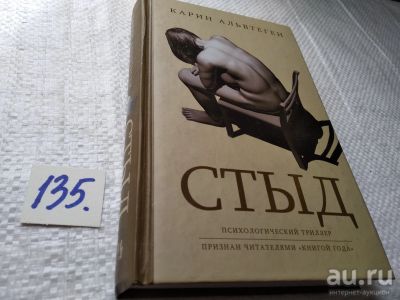 КАРИН АЛЬВТЕГЕН
СТЫД
ПСИХОЛОГИЧЕСКИЙ ТРИЛЛЕР
ПРИЗНАН ЧИТАТЕЛЯМИ «КНИГОЙ ГОДА»
СТЫД
135.
au.ru
интернет-аукцион